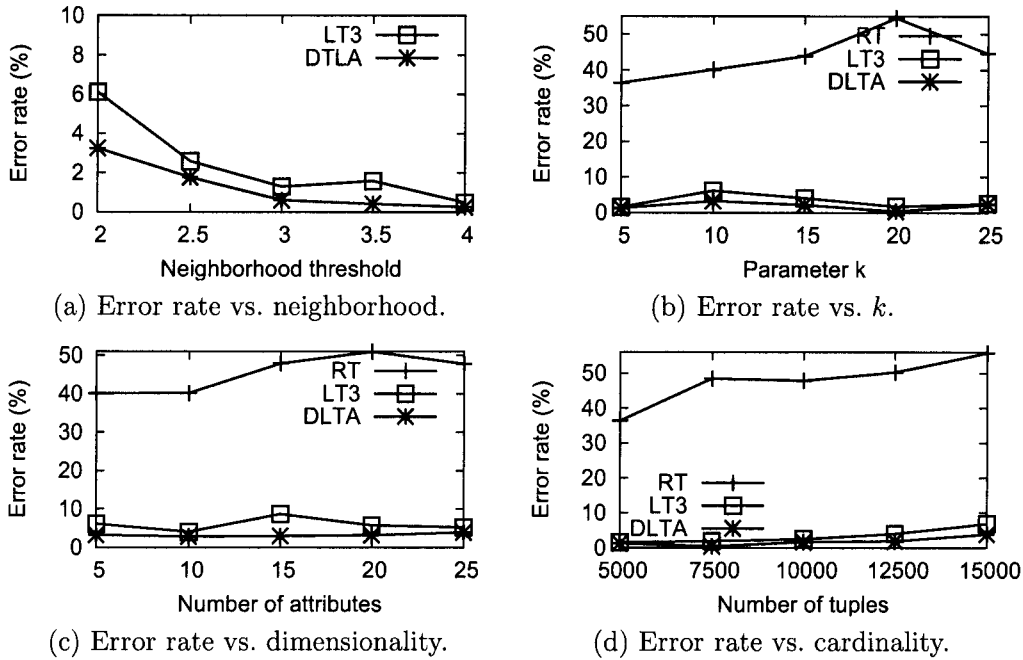 10
8
6
4
2
0
Error rate (%)
LT3
DTLA
2 2.5 3 3.5 4
Neighborhood threshold
(a) Error rate vs. neighborhood.
50
40
30
20
10
0
Error rate (%)
RT
LT3
DLTA
5 10 15 20 25
Parameter k
(b) Error rate vs. k.
50
40
30
20
10
0
Error rate (%)
RT
LT3
DLTA
5 10 15 20 25
Number of attributes
(c) Error rate vs. dimensionality.
50
40
30
20
10
0
Error rate (%)
RT
LT3
DLTA
5000 7500 10000 12500 15000
Number of tuples
(d) Error rate vs. cardinality.